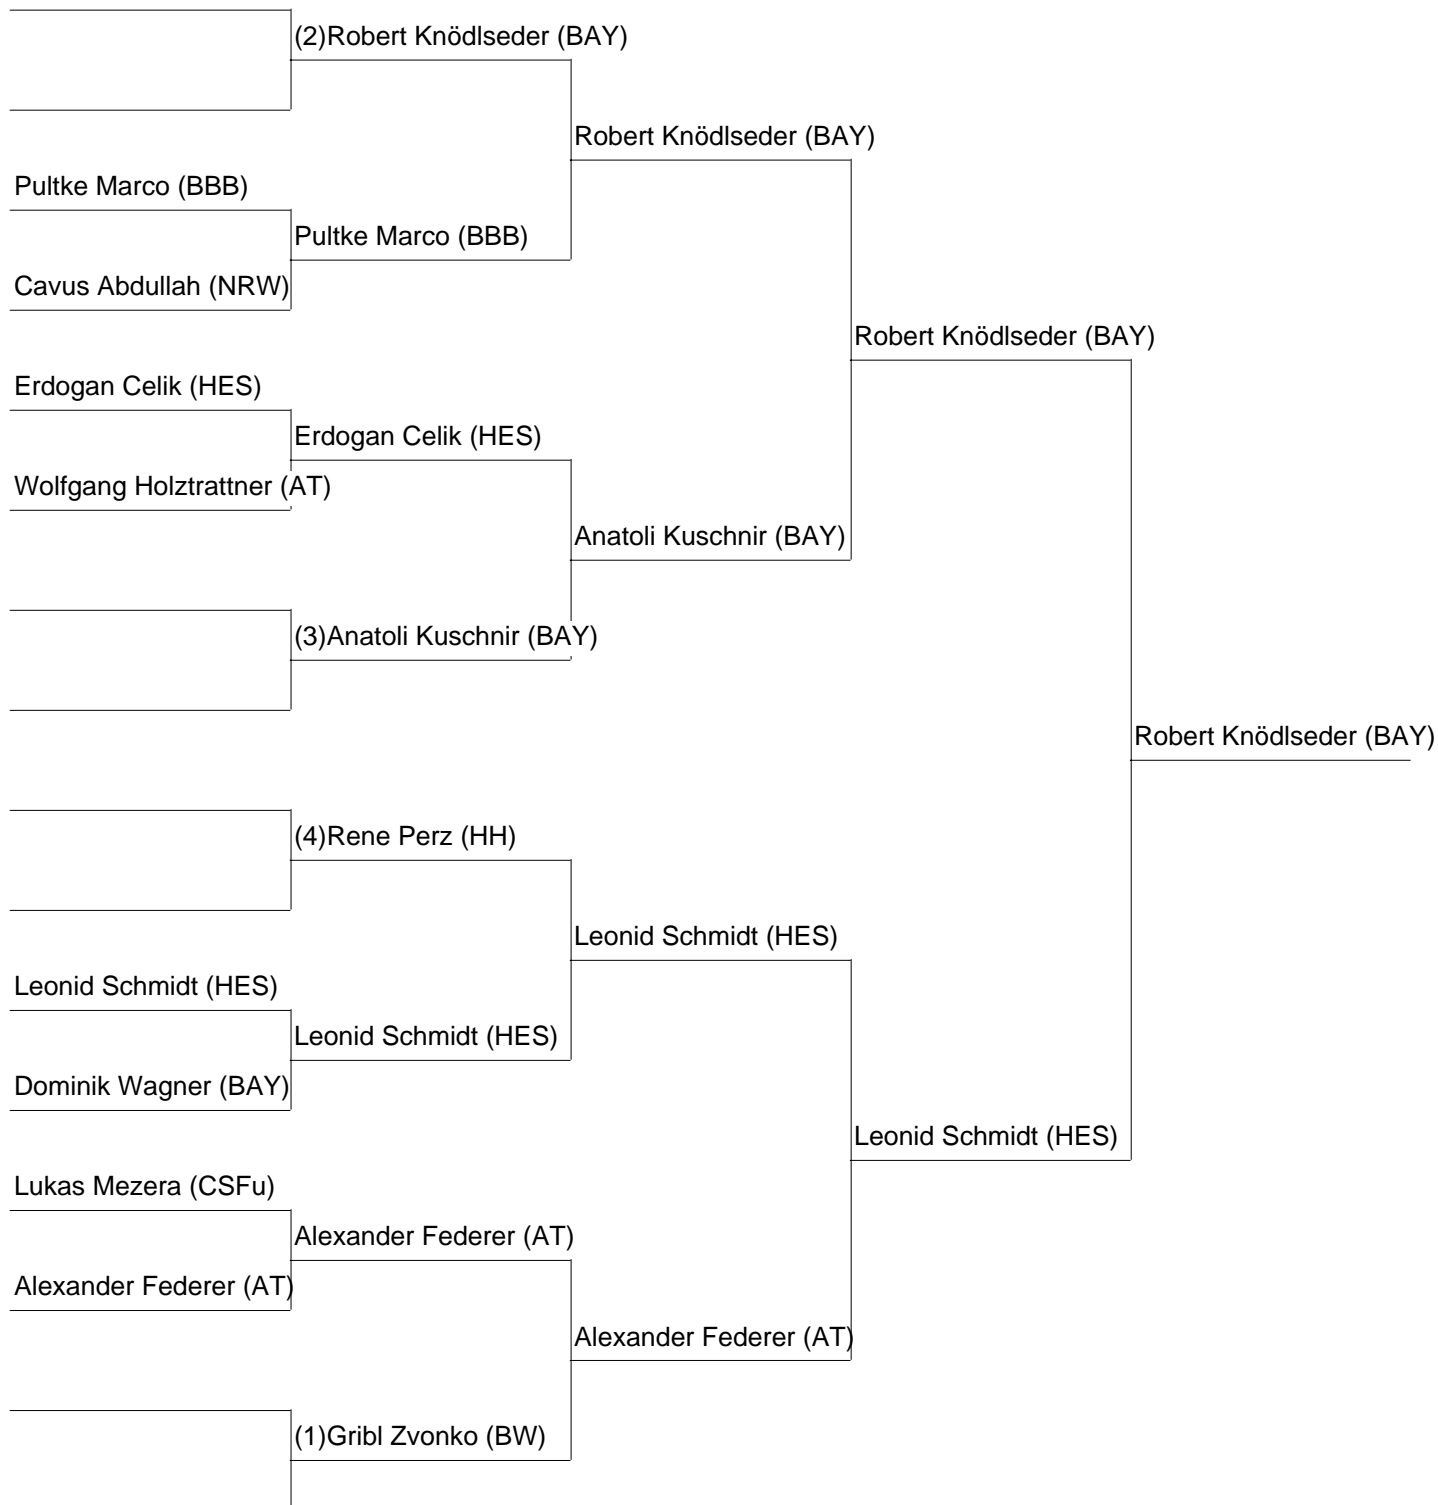 (2)Robert Knödlseder (BAY)
Robert Knödlseder (BAY)
Pultke Marco (BBB)
Pultke Marco (BBB)
Cavus Abdullah (NRW)
Robert Knödlseder (BAY)
Erdogan Celik (HES)
Erdogan Celik (HES)
Wolfgang Holztrattner (AT)
Anatoli Kuschnir (BAY)
(3)Anatoli Kuschnir (BAY)
Robert Knödlseder (BAY)
(4)Rene Perz (HH)
Leonid Schmidt (HES)
Leonid Schmidt (HES)
Leonid Schmidt (HES)
Dominik Wagner (BAY)
Leonid Schmidt (HES)
Lukas Mezera (CSFu)
Alexander Federer (AT)
Alexander Federer (AT)
Alexander Federer (AT)
(1)Gribl Zvonko (BW)